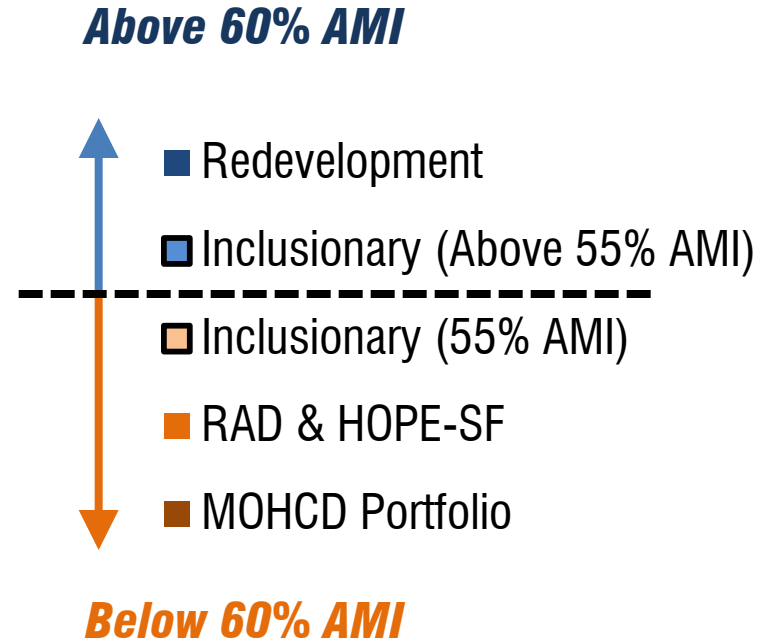 Above 60% AMI
Redevelopment
Inclusionary (Above 55% AMI)
Inclusionary (55% AMI)
RAD & HOPE-SF
MOHCD Portfolio
Below 60% AMI